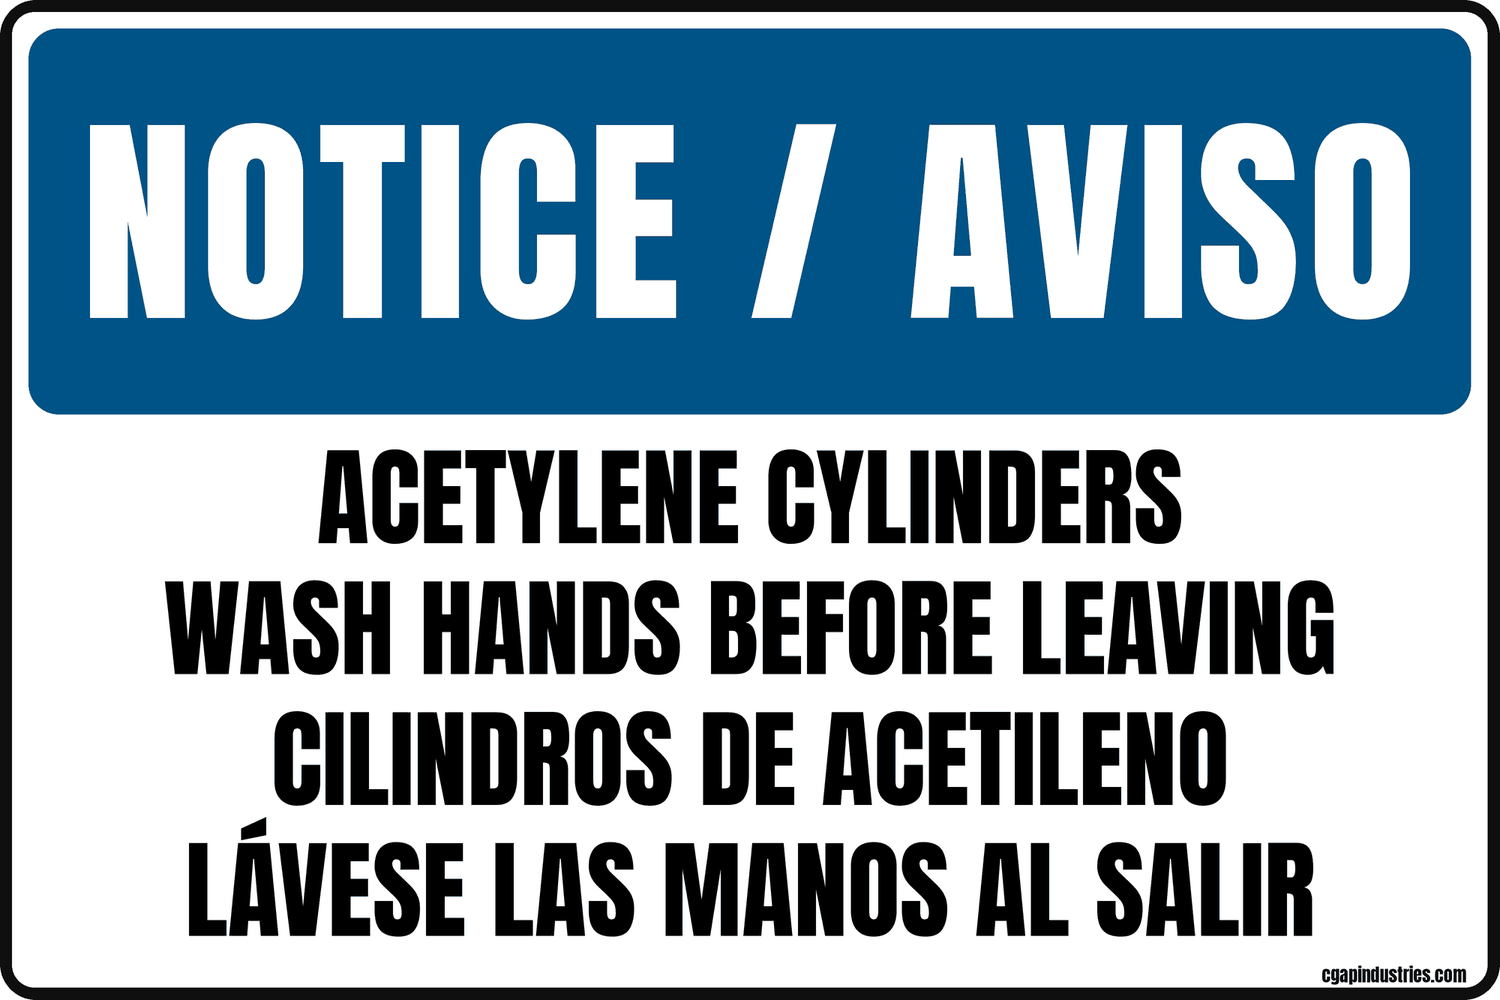 NOTICE / AVISO
ACETYLENE CYLINDERS
WASH HANDS BEFORE LEAVING
CILINDROS DE ACETILENO
LÁVESE LAS MANOS AL SALIR
cgapindustries.com